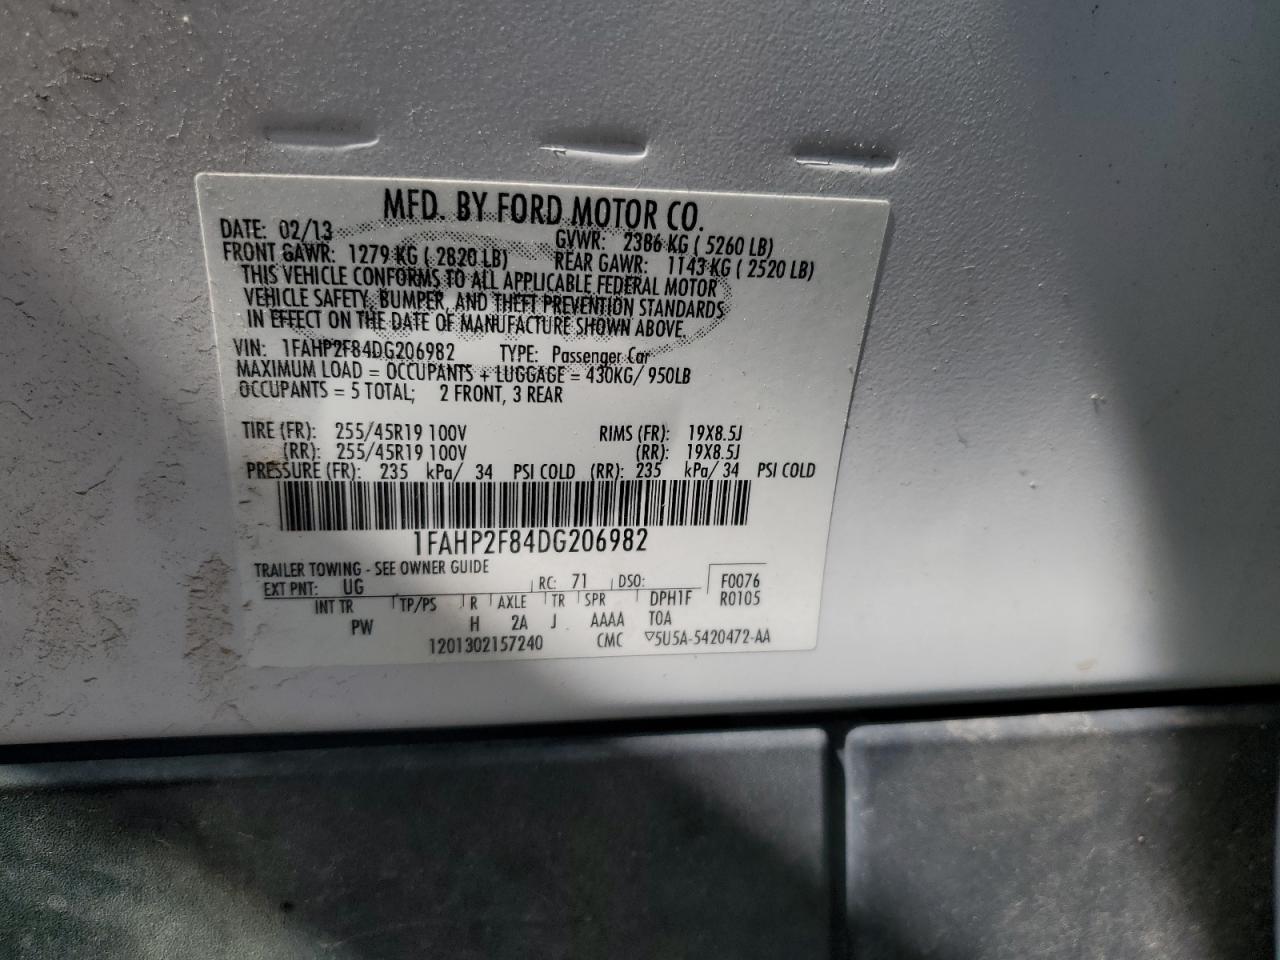 MFD. BY FORD MOTOR CO.
DATE: 02/13 GVWR: 2386 KG ( 5260 LB)
FRONT GAWR: 1279 KG ( 2820 LB) REAR GAWR: 1143 KG ( 2520 LB)
THIS VEHICLE CONFORMS TO ALL APPLICABLE FEDERAL MOTOR
VEHICLE SAFETY, BUMPER, AND THEFT PREVENTION STANDARDS
IN EFFECT ON THE DATE OF MANUFACTURE SHOWN ABOVE.
VIN: 1FAHP2F84DG206982 TYPE: Passenger Car
MAXIMUM LOAD = OCCUPANTS + LUGGAGE = 430KG/ 950LB
OCCUPANTS = 5 TOTAL; 2 FRONT, 3 REAR
TIRE (FR): 255/45R19 100V RIMS (FR): 19X8.5J
(RR): 255/45R19 100V (RR): 19X8.5J
PRESSURE (FR): 235 kPa/ 34 PSI COLD (RR): 235 kPa/ 34 PSI COLD
1FAHP2F84DG206982
TRAILER TOWING - SEE OWNER GUIDE
EXT PNT: UG RC: 71 DSO: F0076
INT TR TP/PS R AXLE TR SPR DPH1F R0105
PW H 2A J AAAA TOA
1201302157240 CMC ▽5U5A-5420472-AA